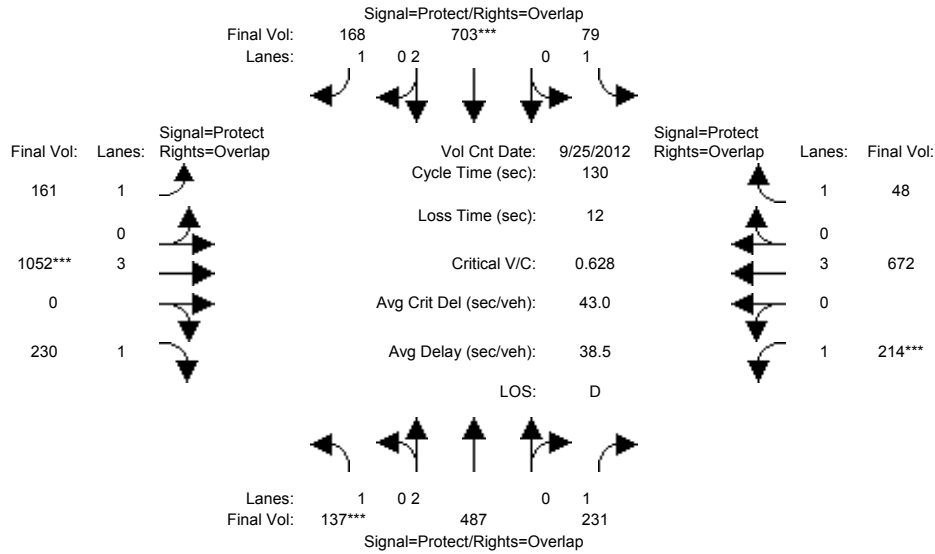 Signal=Protect/Rights=Overlap
Final Vol: 168 703*** 79
Lanes: 1 0 2 0 1
Signal=Protect Signal=Protect
Final Vol: Lanes: Rights=Overlap Vol Cnt Date: 9/25/2012 Rights=Overlap Lanes: Final Vol:
Cycle Time (sec): 130
161 1 1 48
Loss Time (sec): 12
0 0
1052*** 3 Critical V/C: 0.628 3 672
0 Avg Crit Del (sec/veh): 43.0 0
230 1 Avg Delay (sec/veh): 38.5 1 214***
LOS: D
Lanes: 1 0 2 0 1
Final Vol: 137*** 487 231
Signal=Protect/Rights=Overlap